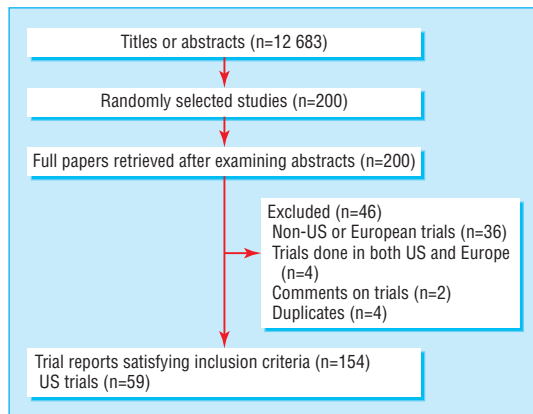 Titles or abstracts (n=12 683)
Randomly selected studies (n=200)
Full papers retrieved after examining abstracts (n=200)
Excluded (n=46)
Non-US or European trials (n=36)
Trials done in both US and Europe
(n=4)
Comments on trials (n=2)
Duplicates (n=4)
Trial reports satisfying inclusion criteria (n=154)
US trials (n=59)